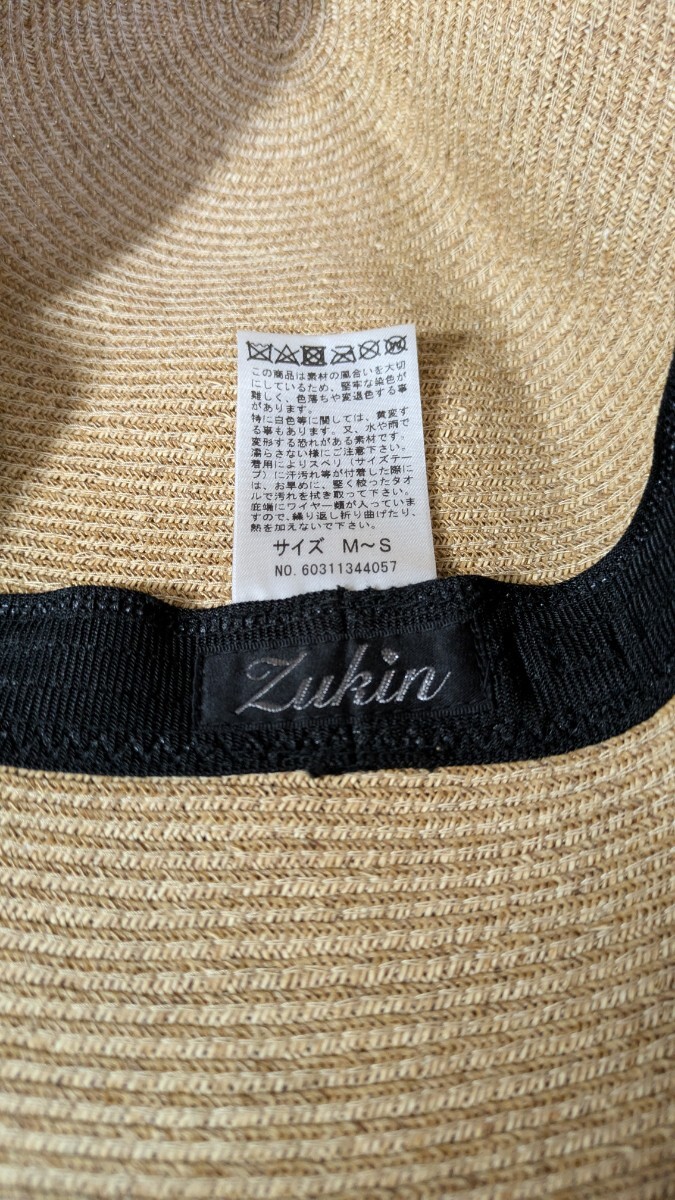 この商品は素材の風合いを大切
にしているため、堅牢な染色が
難しく、色落ちや変退色する事
があります。
特に白色等に関しては、黄変す
る事もあります。又、水や雨で
変形する恐れがある素材です。
濡らさない様にご注意下さい。
着用によりスベリ(サイズテー
プ)に汗汚れ等が付着した際に
は、お早めに、堅く絞ったタオ
ルで汚れを拭き取って下さい。
庇端にワイヤー類が入っていま
すので、繰り返し折り曲げたり、
熱を加えないで下さい。
サイズ M~S
NO. 60311344057
Zukin